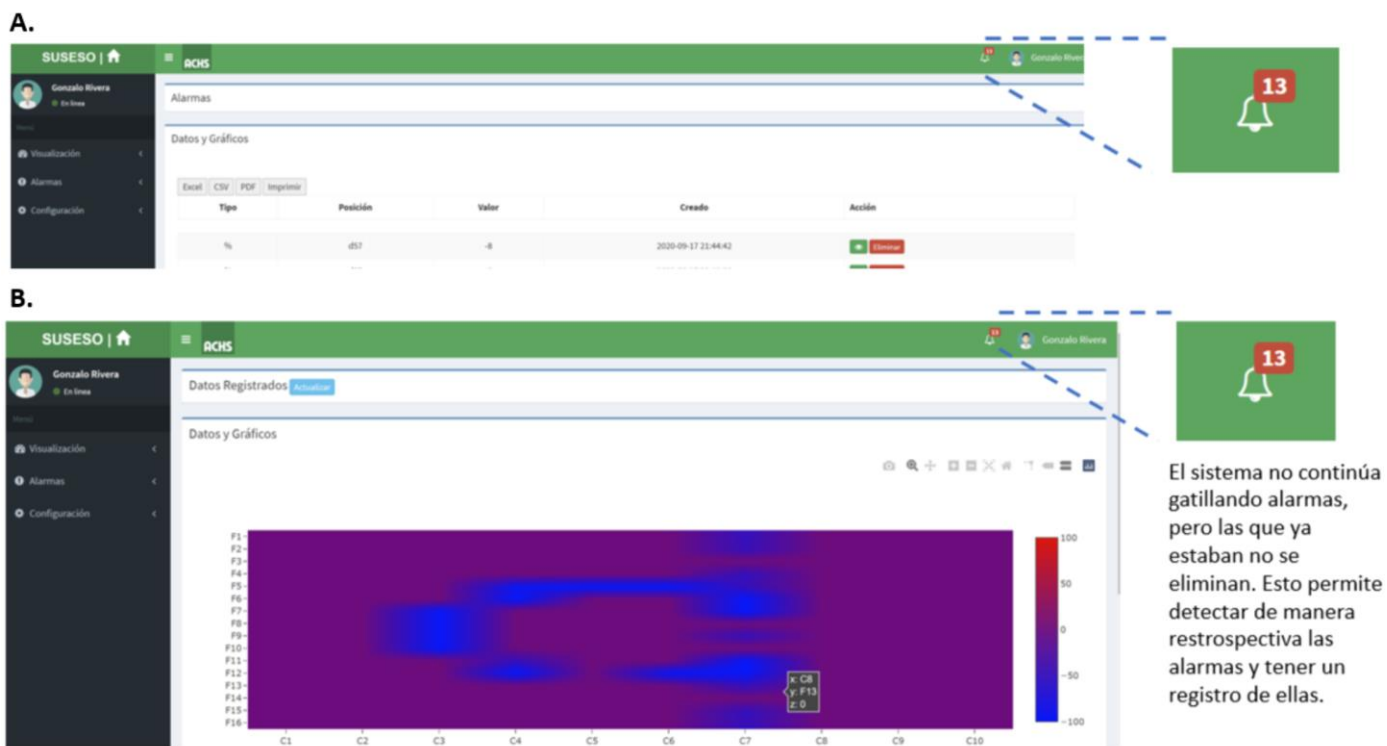 A.
SUSESO |
ACHS
13
Gonzalo River
13
Gonzalo Rivera
En línea
Alarmas
Menú
Datos y Gráficos
Visualización
Alarmas
Excel CSV PDF Imprimir
Configuración
Tipo Posición Valor Creado Acción
% d57 -8 2020-09-17 21:44:42 Eliminar
B.
SUSESO |
ACHS
13
Gonzalo Rivera
13
Gonzalo Rivera
En línea
Datos Registrados Actualizar
Menú
Datos y Gráficos
Visualización
Alarmas
Configuración
El sistema no continúa
gatillando alarmas,
pero las que ya
estaban no se
eliminan. Esto permite
detectar de manera
restrospectiva las
alarmas y tener un
registro de ellas.
F1
F2
F3
F4
F5
F6
F7
F8
F9
F10
F11
F12
F13
F14
F15
F16
x: C8
y: F13
z: 0
100
50
0
−50
−100
C1 C2 C3 C4 C5 C6 C7 C8 C9 C10